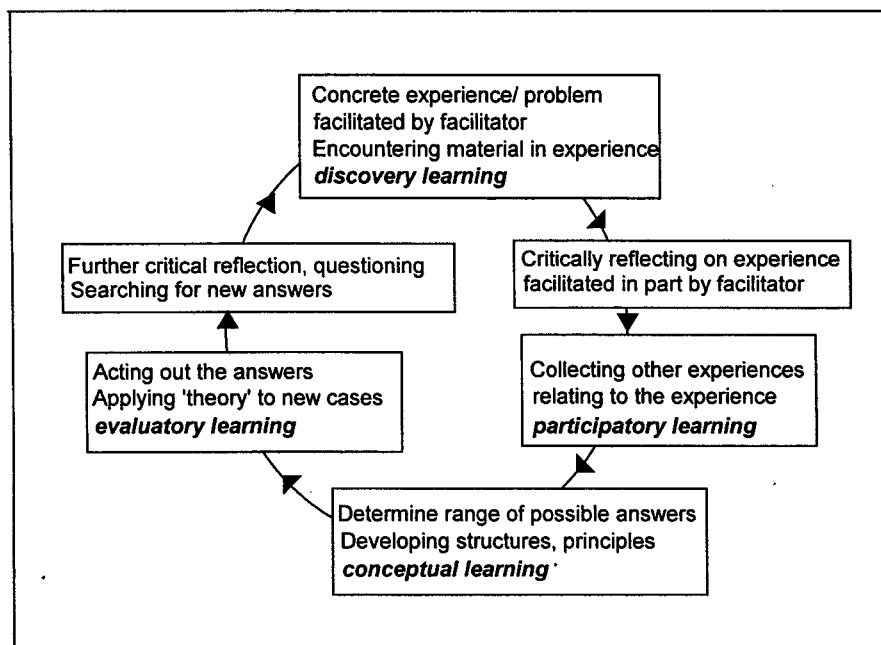 Concrete experience/ problem
facilitated by facilitator
Encountering material in experience
discovery learning
Critically reflecting on experience
facilitated in part by facilitator
Collecting other experiences
relating to the experience
participatory learning
Determine range of possible answers
Developing structures, principles
conceptual learning
Acting out the answers
Applying 'theory' to new cases
evaluatory learning
Further critical reflection, questioning
Searching for new answers